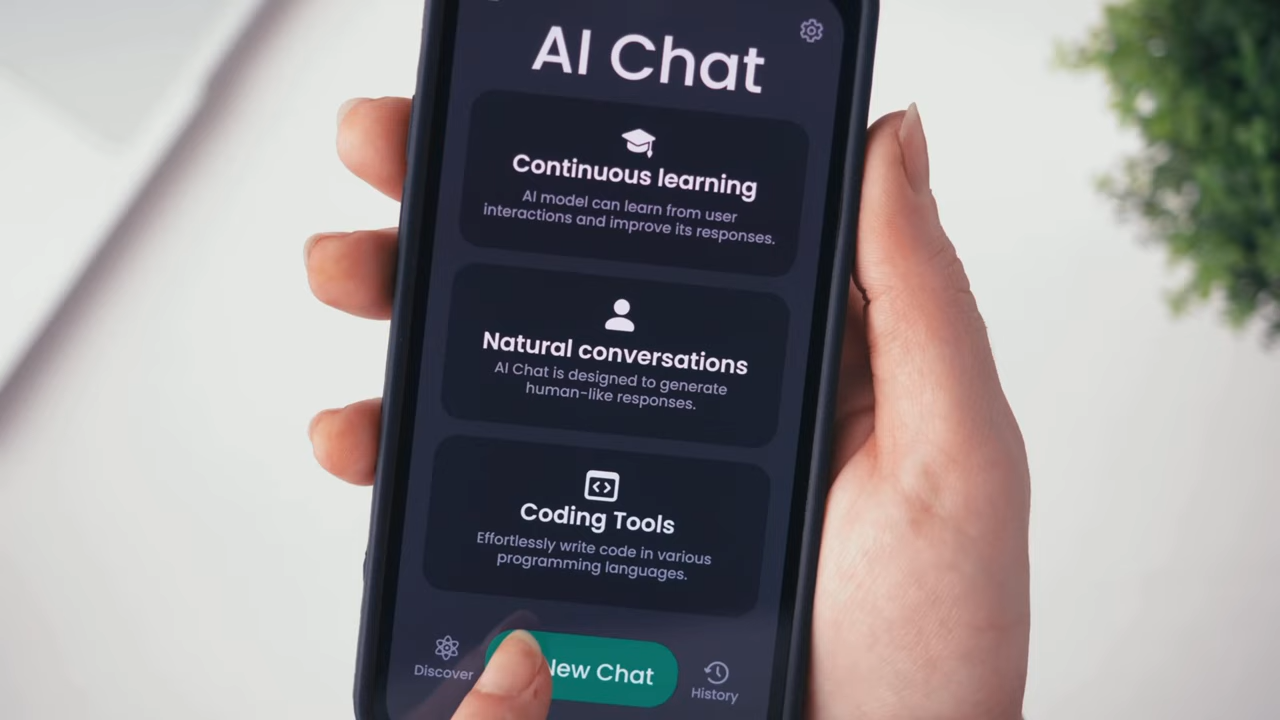 AI Chat
Continuous learning
AI model can learn from user
interactions and improve its responses.
Natural conversations
AI Chat is designed to generate
human-like responses.
Coding Tools
Effortlessly write code in various
programming languages.
Discover
Chat
History